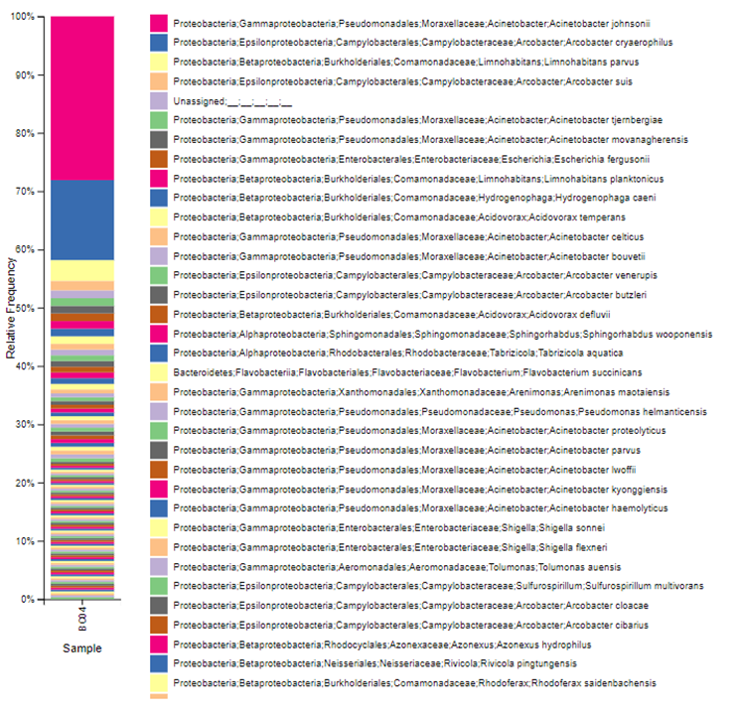 100%
90%
80%
70%
60%
50%
40%
30%
20%
10%
0%
Relative Frequency
B-004
Sample
Proteobacteria;Gammaproteobacteria;Pseudomonadales;Moraxellaceae;Acinetobacter;Acinetobacter johnsonii
Proteobacteria;Epsilonproteobacteria;Campylobacterales;Campylobacteraceae;Arcobacter;Arcobacter cryaerophilus
Proteobacteria;Betaproteobacteria;Burkholderiales;Comamonadaceae;Limnohabitans;Limnohabitans parvus
Proteobacteria;Epsilonproteobacteria;Campylobacterales;Campylobacteraceae;Arcobacter;Arcobacter suis
Unassigned;__;__;__;__;__
Proteobacteria;Gammaproteobacteria;Pseudomonadales;Moraxellaceae;Acinetobacter;Acinetobacter tjernbergiae
Proteobacteria;Gammaproteobacteria;Pseudomonadales;Moraxellaceae;Acinetobacter;Acinetobacter movanagherensis
Proteobacteria;Gammaproteobacteria;Enterobacterales;Enterobacteriaceae;Escherichia;Escherichia fergusonii
Proteobacteria;Betaproteobacteria;Burkholderiales;Comamonadaceae;Limnohabitans;Limnohabitans planktonicus
Proteobacteria;Betaproteobacteria;Burkholderiales;Comamonadaceae;Hydrogenophaga;Hydrogenophaga caeni
Proteobacteria;Betaproteobacteria;Burkholderiales;Comamonadaceae;Acidovorax;Acidovorax temperans
Proteobacteria;Gammaproteobacteria;Pseudomonadales;Moraxellaceae;Acinetobacter;Acinetobacter celticus
Proteobacteria;Gammaproteobacteria;Pseudomonadales;Moraxellaceae;Acinetobacter;Acinetobacter bouvetii
Proteobacteria;Epsilonproteobacteria;Campylobacterales;Campylobacteraceae;Arcobacter;Arcobacter venerupis
Proteobacteria;Epsilonproteobacteria;Campylobacterales;Campylobacteraceae;Arcobacter;Arcobacter butzleri
Proteobacteria;Betaproteobacteria;Burkholderiales;Comamonadaceae;Acidovorax;Acidovorax defluvii
Proteobacteria;Alphaproteobacteria;Sphingomonadales;Sphingomonadaceae;Sphingorhabdus;Sphingorhabdus wooponensis
Proteobacteria;Alphaproteobacteria;Rhodobacterales;Rhodobacteraceae;Tabrizicola;Tabrizicola aquatica
Bacteroidetes;Flavobacteriia;Flavobacteriales;Flavobacteriaceae;Flavobacterium;Flavobacterium succinicans
Proteobacteria;Gammaproteobacteria;Xanthomonadales;Xanthomonadaceae;Arenimonas;Arenimonas maotaiensis
Proteobacteria;Gammaproteobacteria;Pseudomonadales;Pseudomonadaceae;Pseudomonas;Pseudomonas helmanticensis
Proteobacteria;Gammaproteobacteria;Pseudomonadales;Moraxellaceae;Acinetobacter;Acinetobacter proteolyticus
Proteobacteria;Gammaproteobacteria;Pseudomonadales;Moraxellaceae;Acinetobacter;Acinetobacter parvus
Proteobacteria;Gammaproteobacteria;Pseudomonadales;Moraxellaceae;Acinetobacter;Acinetobacter lwoffii
Proteobacteria;Gammaproteobacteria;Pseudomonadales;Moraxellaceae;Acinetobacter;Acinetobacter kyonggiensis
Proteobacteria;Gammaproteobacteria;Pseudomonadales;Moraxellaceae;Acinetobacter;Acinetobacter haemolyticus
Proteobacteria;Gammaproteobacteria;Enterobacterales;Enterobacteriaceae;Shigella;Shigella sonnei
Proteobacteria;Gammaproteobacteria;Enterobacterales;Enterobacteriaceae;Shigella;Shigella flexneri
Proteobacteria;Gammaproteobacteria;Aeromonadales;Aeromonadaceae;Tolumonas;Tolumonas auensis
Proteobacteria;Epsilonproteobacteria;Campylobacterales;Campylobacteraceae;Sulfurospirillum;Sulfurospirillum multivorans
Proteobacteria;Epsilonproteobacteria;Campylobacterales;Campylobacteraceae;Arcobacter;Arcobacter cloacae
Proteobacteria;Epsilonproteobacteria;Campylobacterales;Campylobacteraceae;Arcobacter;Arcobacter cibarius
Proteobacteria;Betaproteobacteria;Rhodocyclales;Azonexaceae;Azonexus;Azonexus hydrophilus
Proteobacteria;Betaproteobacteria;Neisseriales;Neisseriaceae;Rivicola;Rivicola pingtungensis
Proteobacteria;Betaproteobacteria;Burkholderiales;Comamonadaceae;Rhodoferax;Rhodoferax saidenbachensis